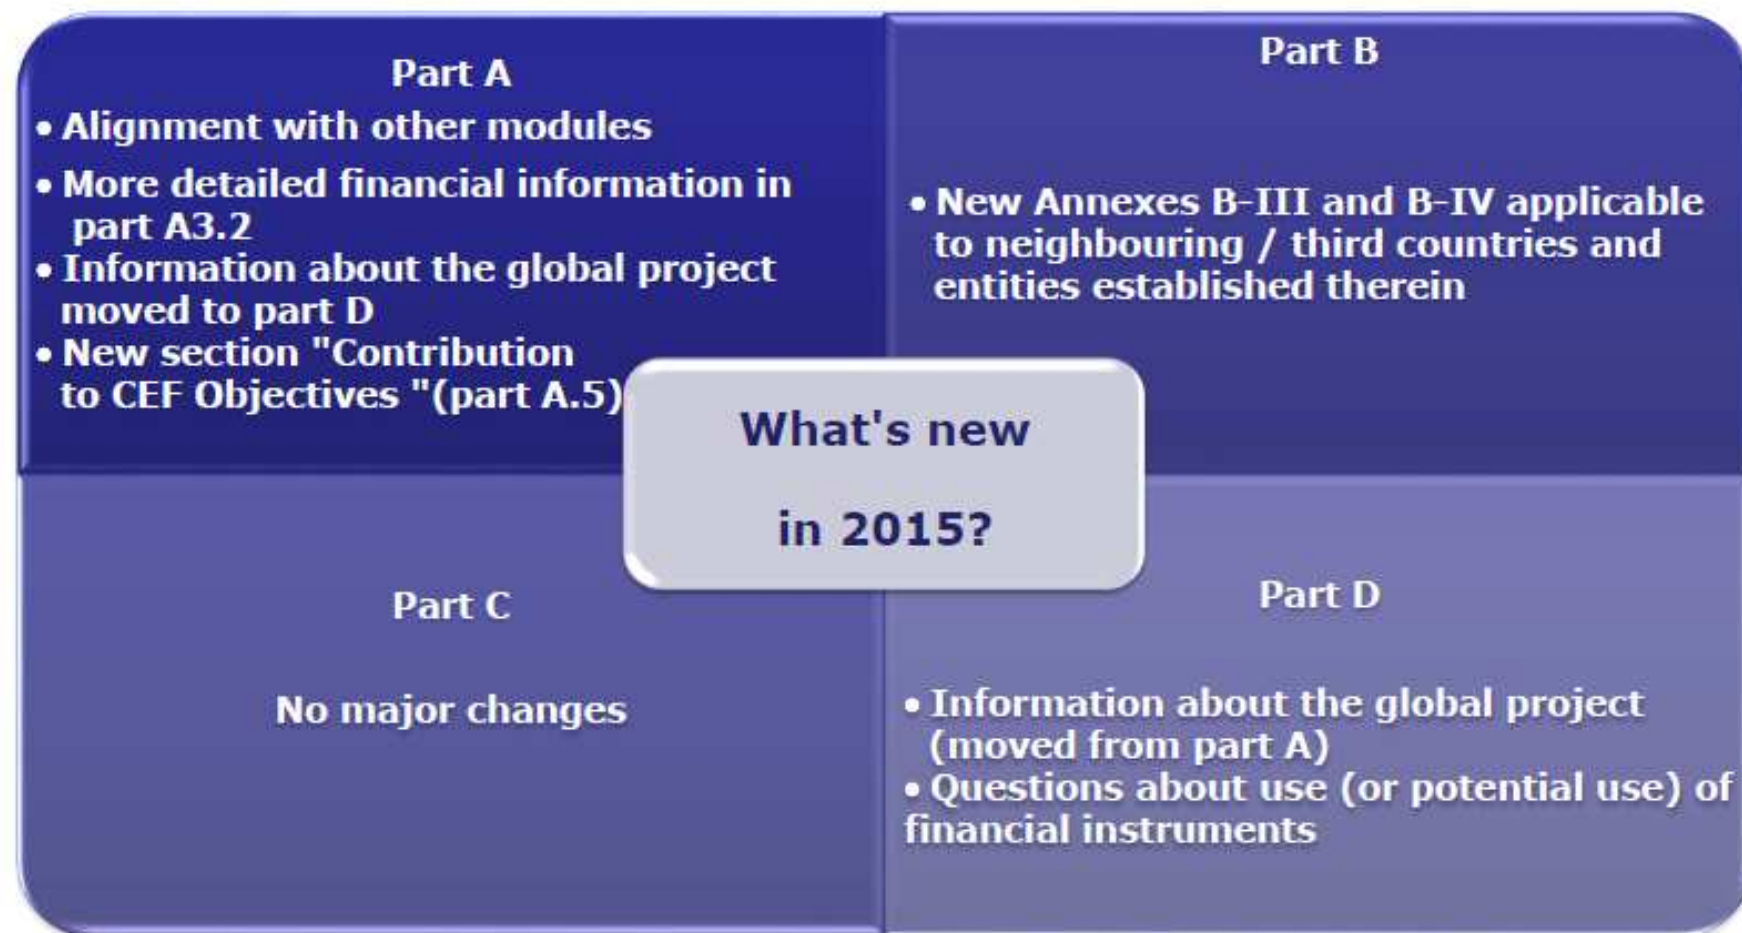 Part A
• Alignment with other modules
• More detailed financial information in
part A3.2
• Information about the global project
moved to part D
• New section "Contribution
to CEF Objectives "(part A.5)
Part B
• New Annexes B-III and B-IV applicable
to neighbouring / third countries and
entities established therein
What's new
in 2015?
Part C
No major changes
Part D
• Information about the global project
(moved from part A)
• Questions about use (or potential use) of
financial instruments